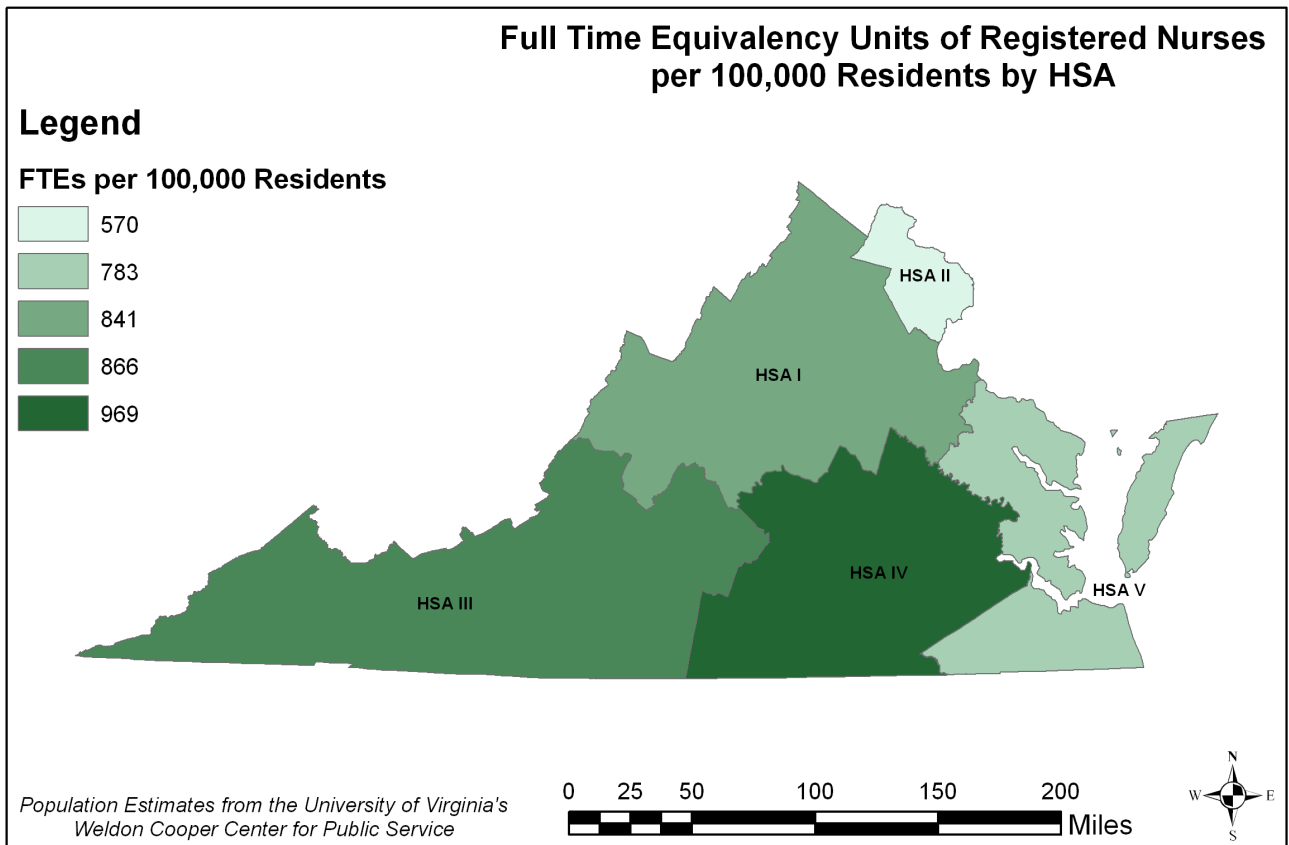 Full Time Equivalency Units of Registered Nurses
per 100,000 Residents by HSA
Legend
FTEs per 100,000 Residents
570
783
841
866
969
HSA II
HSA I
HSA IV
HSA V
HSA III
Population Estimates from the University of Virginia's
Weldon Cooper Center for Public Service
0 25 50 100 150 200
Miles
N
W E
S